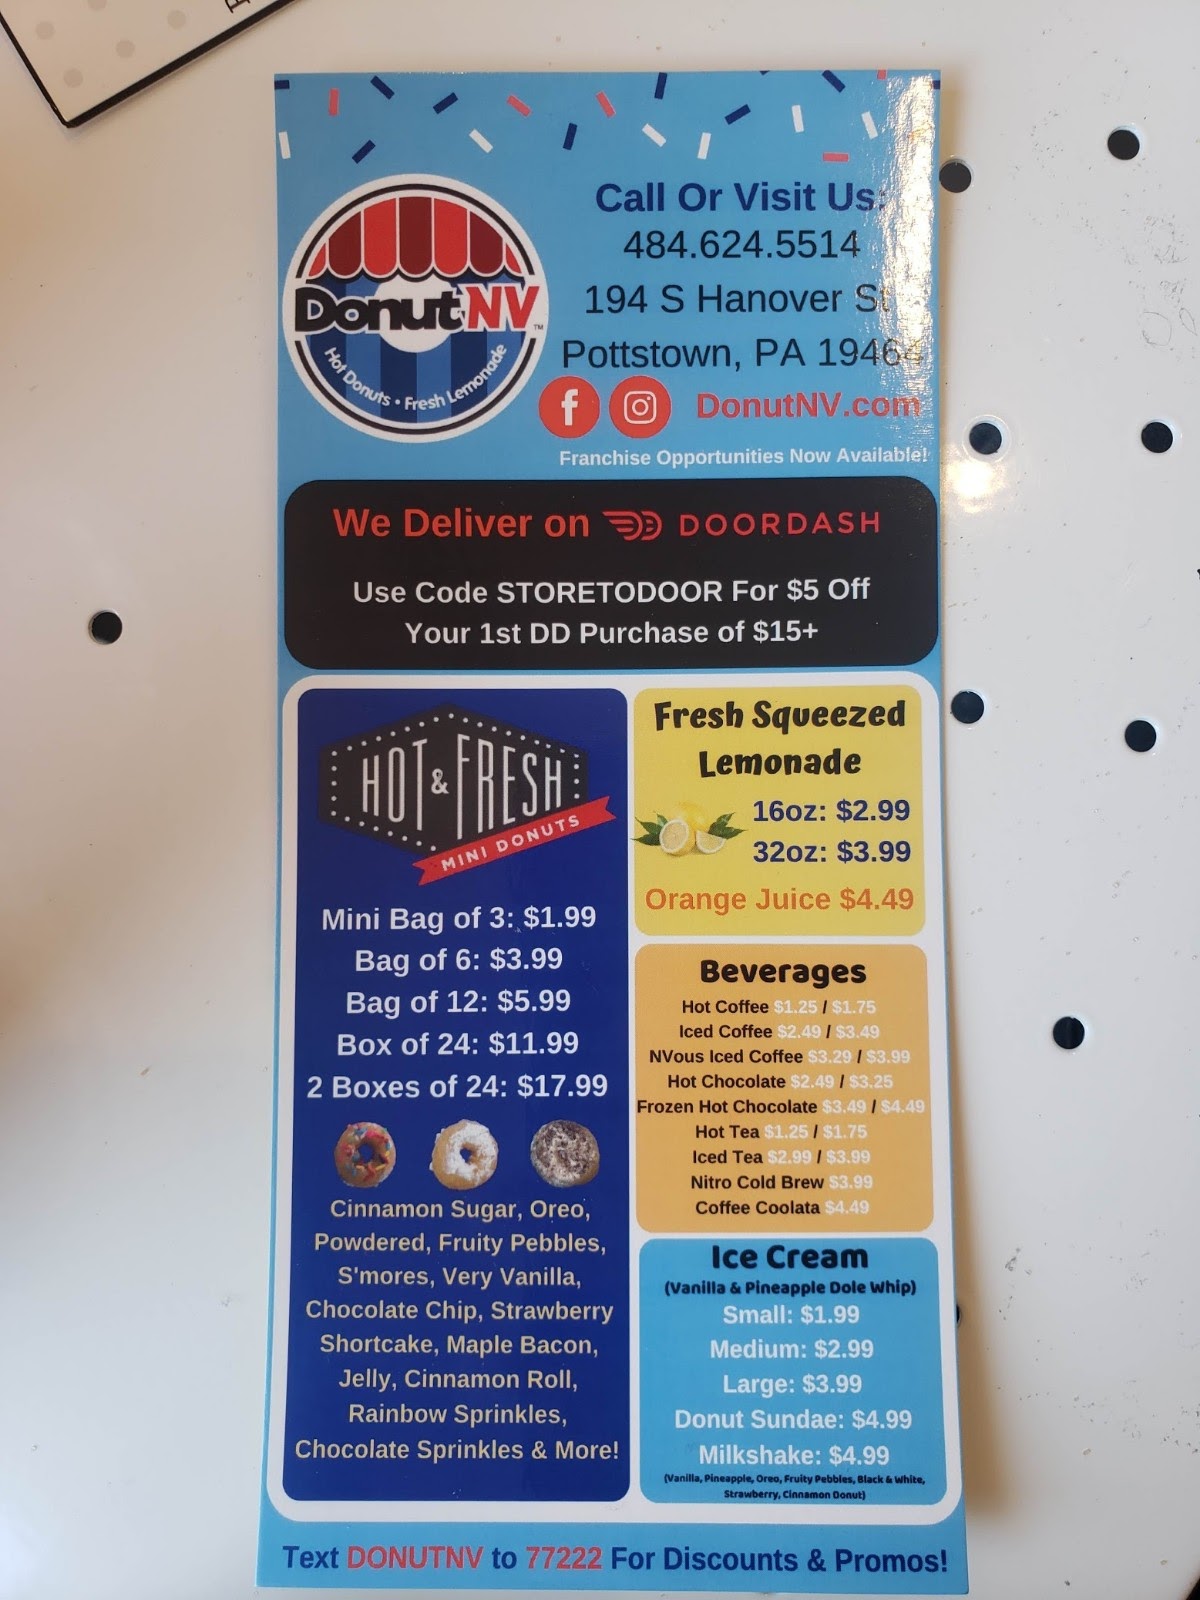 Call Or Visit Us:
484.624.5514
194 S Hanover St
Pottstown, PA 19464
DonutNV.com
Franchise Opportunities Now Available!
DonutNV™
Hot Donuts • Fresh Lemonade
We Deliver on DOORDASH
Use Code STORETODOOR For $5 Off
Your 1st DD Purchase of $15+
HOT & FRESH
MINI DONUTS
Mini Bag of 3: $1.99
Bag of 6: $3.99
Bag of 12: $5.99
Box of 24: $11.99
2 Boxes of 24: $17.99
Cinnamon Sugar, Oreo,
Powdered, Fruity Pebbles,
S'mores, Very Vanilla,
Chocolate Chip, Strawberry
Shortcake, Maple Bacon,
Jelly, Cinnamon Roll,
Rainbow Sprinkles,
Chocolate Sprinkles & More!
Fresh Squeezed
Lemonade
16oz: $2.99
32oz: $3.99
Orange Juice $4.49
Beverages
Hot Coffee $1.25 / $1.75
Iced Coffee $2.49 / $3.49
NVous Iced Coffee $3.29 / $3.99
Hot Chocolate $2.49 / $3.25
Frozen Hot Chocolate $3.49 / $4.49
Hot Tea $1.25 / $1.75
Iced Tea $2.99 / $3.99
Nitro Cold Brew $3.99
Coffee Coolata $4.49
Ice Cream
(Vanilla & Pineapple Dole Whip)
Small: $1.99
Medium: $2.99
Large: $3.99
Donut Sundae: $4.99
Milkshake: $4.99
(Vanilla, Pineapple, Oreo, Fruity Pebbles, Black & White,
Strawberry, Cinnamon Donut)
Text DONUTNV to 77222 For Discounts & Promos!